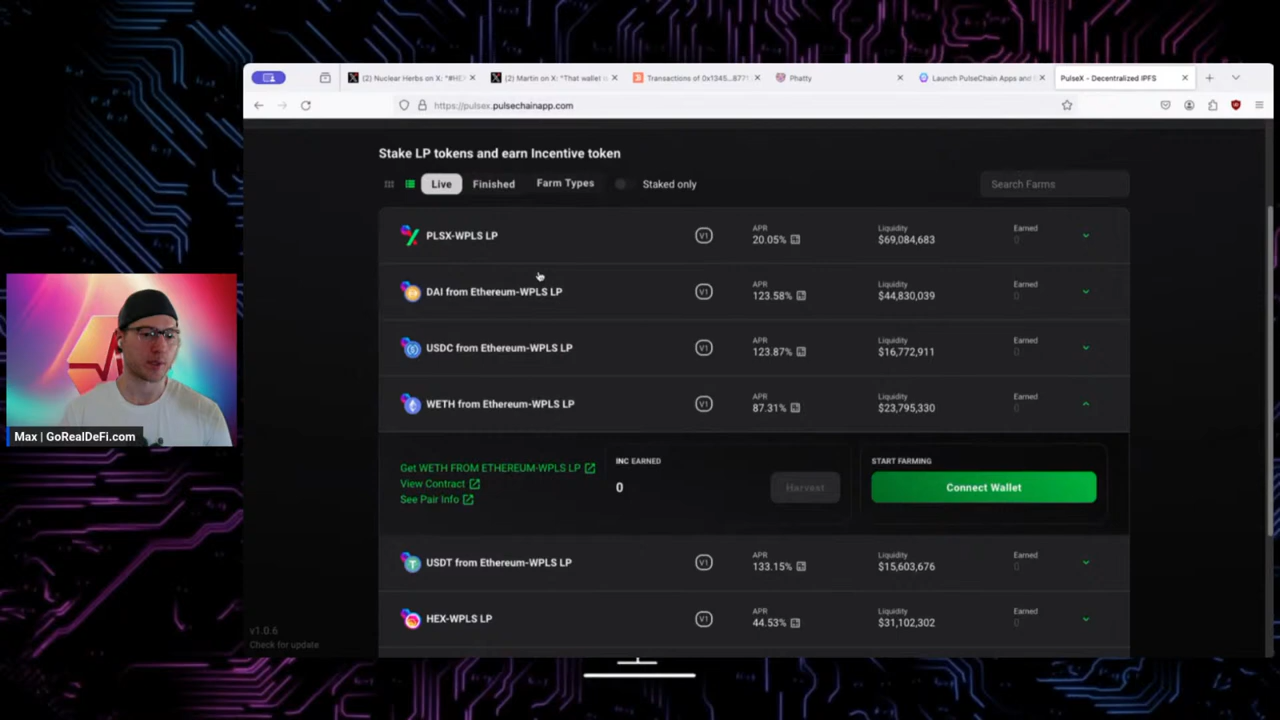 (2) Nuclear Herbs on X: "#HEX
(2) Martin on X: "That wallet is
Transactions of 0x1345...877
Phatty
Launch PulseChain Apps and
PulseX - Decentralized IPFS
https://pulsex.pulsechainapp.com
Stake LP tokens and earn Incentive token
Live
Finished
Farm Types
Staked only
Search Farms
PLSX-WPLS LP
V1
APR
20.05%
Liquidity
$69,084,683
Earned
0
DAI from Ethereum-WPLS LP
V1
APR
123.58%
Liquidity
$44,830,039
Earned
0
USDC from Ethereum-WPLS LP
V1
APR
123.87%
Liquidity
$16,772,911
Earned
0
WETH from Ethereum-WPLS LP
V1
APR
87.31%
Liquidity
$23,795,330
Earned
0
Get WETH FROM ETHEREUM-WPLS LP
View Contract
See Pair Info
INC EARNED
0
Harvest
START FARMING
Connect Wallet
USDT from Ethereum-WPLS LP
V1
APR
133.15%
Liquidity
$15,603,676
Earned
0
HEX-WPLS LP
V1
APR
44.53%
Liquidity
$31,102,302
Earned
0
v1.0.6
Check for update
Max | GoRealDeFi.com